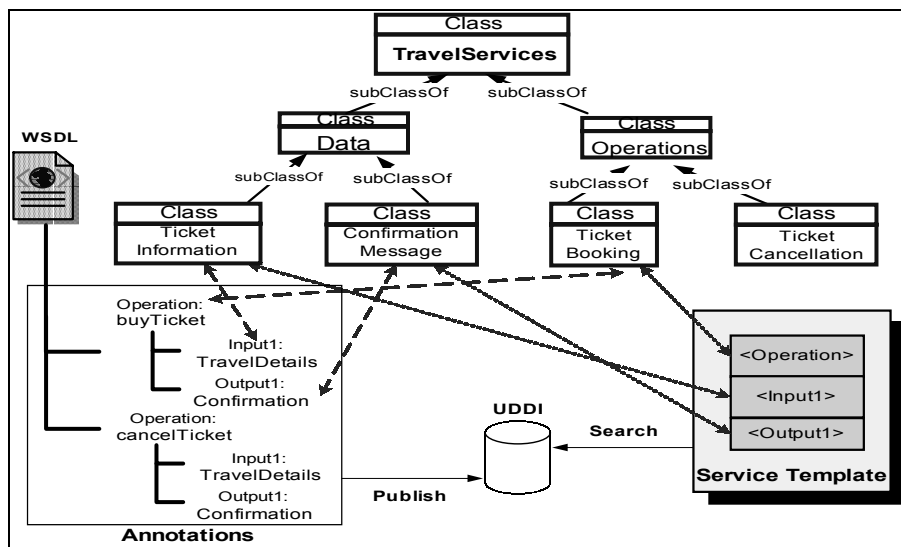 Class
TravelServices
subClassOf
subClassOf
Class
Data
Class
Operations
WSDL
subClassOf
subClassOf
subClassOf
subClassOf
Class
Ticket
Information
Class
Confirmation
Message
Class
Ticket
Booking
Class
Ticket
Cancellation
Operation:
buyTicket
Input1:
TravelDetails
Output1:
Confirmation
Operation:
cancelTicket
Input1:
TravelDetails
Output1:
Confirmation
Annotations
Publish
UDDI
Search
<Operation>
<Input1>
<Output1>
Service Template